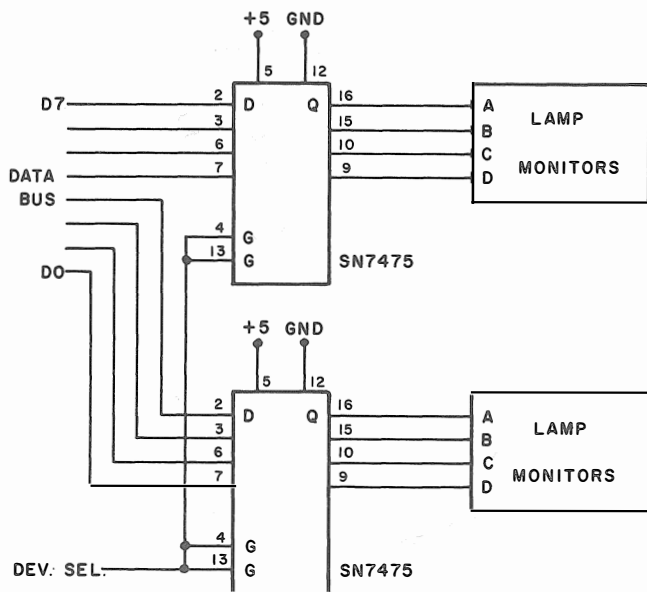 +5 GND
5 12
D7 2 D Q 16 A
LAMP
3 15 B
6 10 C
MONITORS
DATA 7 9 D
BUS
4 G
13 G
SN7475
D0
+5 GND
5 12
2 D Q 16 A
LAMP
3 15 B
6 10 C
MONITORS
7 9 D
4 G
DEV. SEL. 13 G
SN7475